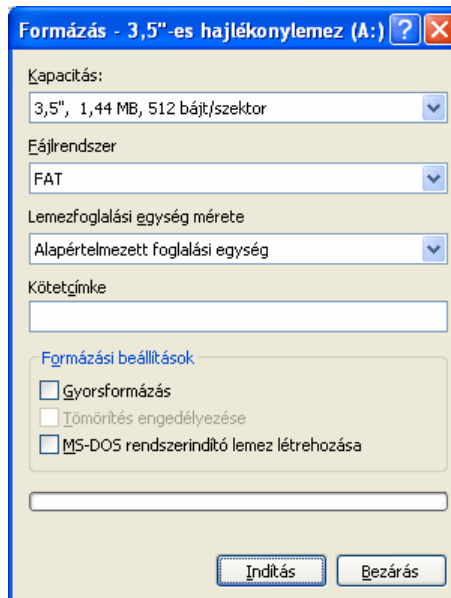 Formázás - 3,5"-es hajlékonylemez (A:)
Kapacitás:
3,5", 1,44 MB, 512 bájt/szektor
Fájlrendszer
FAT
Lemezfoglalási egység mérete
Alapértelmezett foglalási egység
Kötetcímke
Formázási beállítások
Gyorsformázás
Tömörítés engedélyezése
MS-DOS rendszerindító lemez létrehozása
Indítás Bezárás